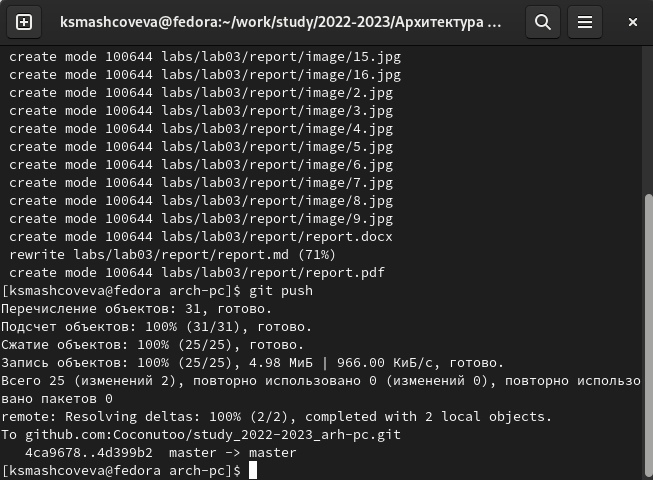 ksmashcoveva@fedora:~/work/study/2022-2023/Архитектура ...
create mode 100644 labs/lab03/report/image/15.jpg
create mode 100644 labs/lab03/report/image/16.jpg
create mode 100644 labs/lab03/report/image/2.jpg
create mode 100644 labs/lab03/report/image/3.jpg
create mode 100644 labs/lab03/report/image/4.jpg
create mode 100644 labs/lab03/report/image/5.jpg
create mode 100644 labs/lab03/report/image/6.jpg
create mode 100644 labs/lab03/report/image/7.jpg
create mode 100644 labs/lab03/report/image/8.jpg
create mode 100644 labs/lab03/report/image/9.jpg
create mode 100644 labs/lab03/report/report.docx
rewrite labs/lab03/report/report.md (71%)
create mode 100644 labs/lab03/report/report.pdf
[ksmashcoveva@fedora arch-pc]$ git push
Перечисление объектов: 31, готово.
Подсчет объектов: 100% (31/31), готово.
Сжатие объектов: 100% (25/25), готово.
Запись объектов: 100% (25/25), 4.98 МиБ | 966.00 КиБ/с, готово.
Всего 25 (изменений 2), повторно использовано 0 (изменений 0), повторно использо
вано пакетов 0
remote: Resolving deltas: 100% (2/2), completed with 2 local objects.
To github.com:Coconutoo/study_2022-2023_arh-pc.git
4ca9678..4d399b2  master -> master
[ksmashcoveva@fedora arch-pc]$